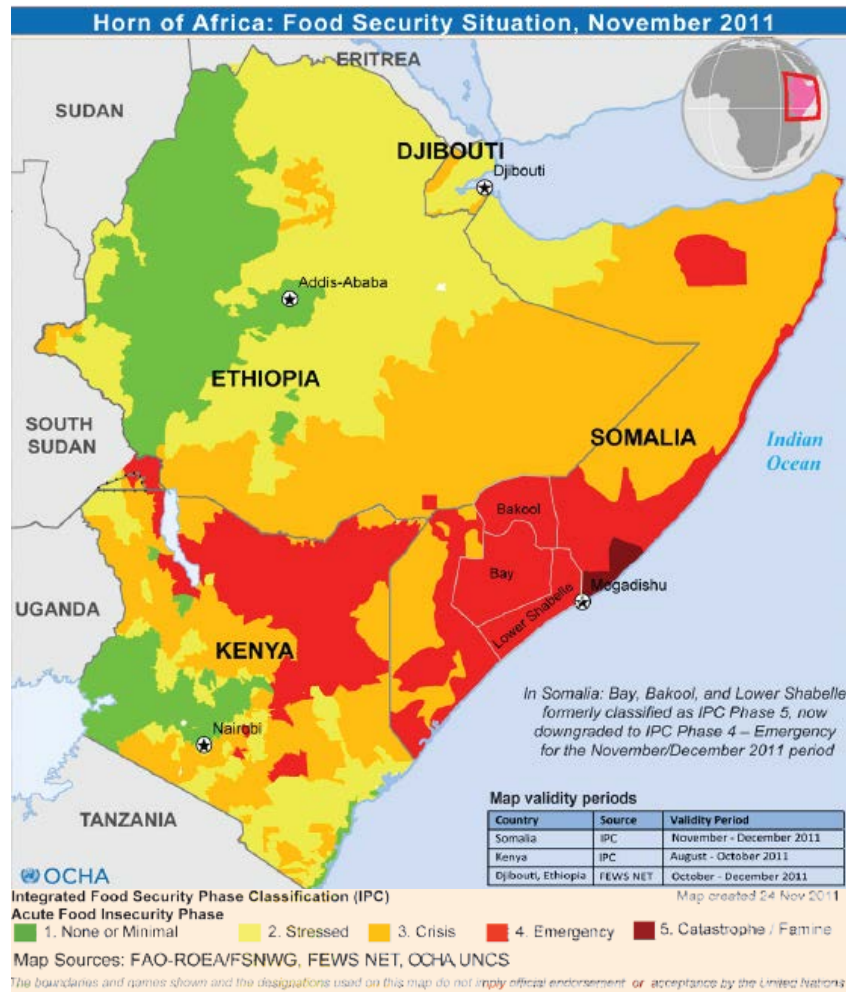 Horn of Africa: Food Security Situation, November 2011
ERITREA
SUDAN
DJIBOUTI
Djibouti
Addis-Ababa
ETHIOPIA
SOUTH
SUDAN
SOMALIA
Indian
Ocean
Bakool
Bay
Mogadishu
Lower Shabelle
UGANDA
KENYA
In Somalia: Bay, Bakool, and Lower Shabelle
formerly classified as IPC Phase 5, now
downgraded to IPC Phase 4 – Emergency
for the November/December 2011 period
Nairobi
TANZANIA
Map validity periods
Country Source Validity Period
Somalia IPC November - December 2011
Kenya IPC August - October 2011
Djibouti, Ethiopia FEWS NET October - December 2011
OCHA
Integrated Food Security Phase Classification (IPC)
Map created 24 Nov 2011
Acute Food Insecurity Phase
1. None or Minimal 2. Stressed 3. Crisis 4. Emergency 5. Catastrophe / Famine
Map Sources: FAO-ROEA/FSNWG, FEWS NET, OCHA, UNCS
The boundaries and names shown and the designations used on this map do not imply official endorsement or acceptance by the United Nations